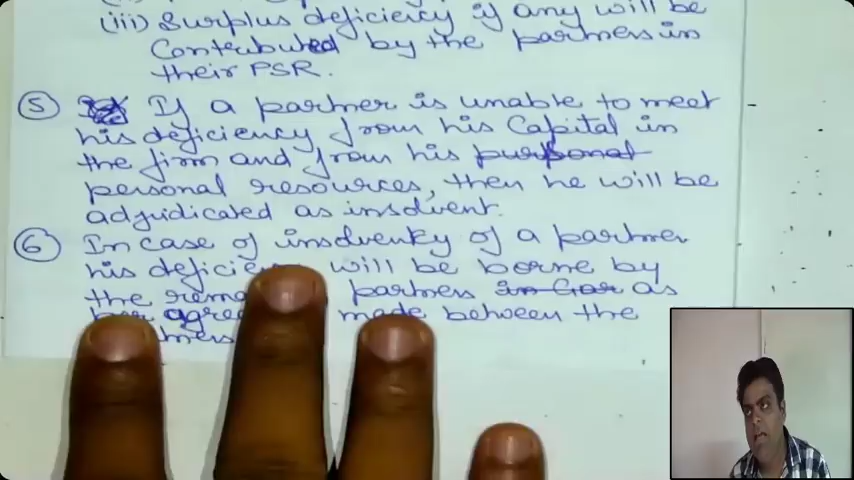 (iii) Surplus deficiency if any will be
Contributed by the partners in
their PSR.
(5) If a partner is unable to meet
his deficiency from his Capital in
the firm and from his
personal resources, then he will be
adjudicated as insolvent.
(6) In case of insolvency of a partner
his will be borne by
the partners as
made between the